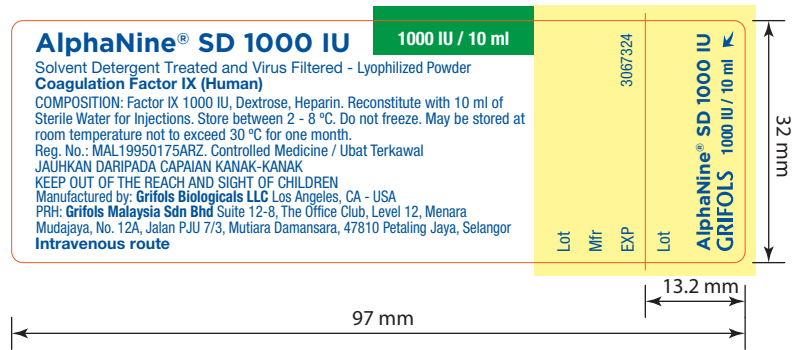 AlphaNine® SD 1000 IU
1000 IU / 10 ml
Solvent Detergent Treated and Virus Filtered - Lyophilized Powder
Coagulation Factor IX (Human)
COMPOSITION: Factor IX 1000 IU, Dextrose, Heparin. Reconstitute with 10 ml of
Sterile Water for Injections. Store between 2 - 8 ºC. Do not freeze. May be stored at
room temperature not to exceed 30 ºC for one month.
Reg. No.: MAL19950175ARZ. Controlled Medicine / Ubat Terkawal
JAUHKAN DARIPADA CAPAIAN KANAK-KANAK
KEEP OUT OF THE REACH AND SIGHT OF CHILDREN
Manufactured by: Grifols Biologicals LLC Los Angeles, CA - USA
PRH: Grifols Malaysia Sdn Bhd Suite 12-8, The Office Club, Level 12, Menara
Mudajaya, No. 12A, Jalan PJU 7/3, Mutiara Damansara, 47810 Petaling Jaya, Selangor
Intravenous route
Lot
Mfr
EXP
3067324
Lot
AlphaNine® SD 1000 IU
GRIFOLS 1000 IU / 10 ml
32 mm
13.2 mm
97 mm